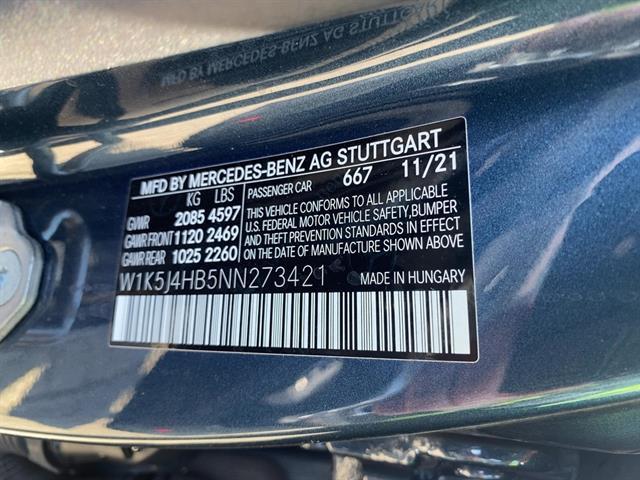 MFD BY MERCEDES-BENZ AG STUTTGART
KG LBS
GVWR 2085 4597
GAWR FRONT 1120 2469
GAWR REAR 1025 2260
PASSENGER CAR 667 11/21
THIS VEHICLE CONFORMS TO ALL APPLICABLE
U.S. FEDERAL MOTOR VEHICLE SAFETY, BUMPER
AND THEFT PREVENTION STANDARDS IN EFFECT
ON THE DATE OF MANUFACTURE SHOWN ABOVE.
W1K5J4HB5NN273421
MADE IN HUNGARY